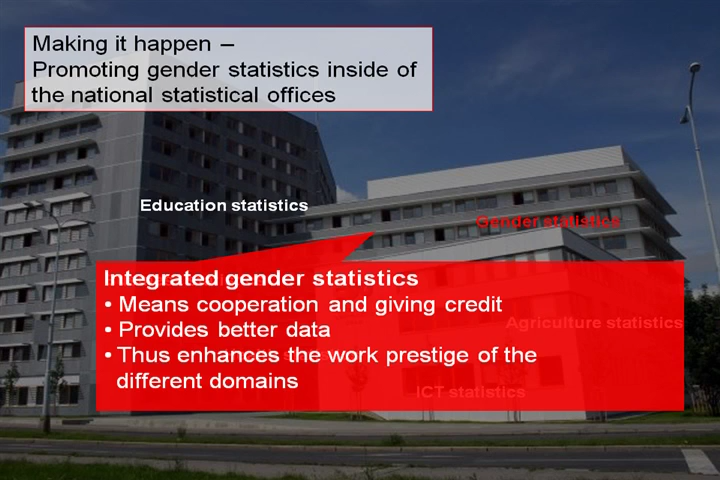 Making it happen –
Promoting gender statistics inside of
the national statistical offices
Education statistics
Gender statistics
Integrated gender statistics
• Means cooperation and giving credit
• Provides better data
Agriculture statistics
• Thus enhances the work prestige of the
different domains
ICT statistics